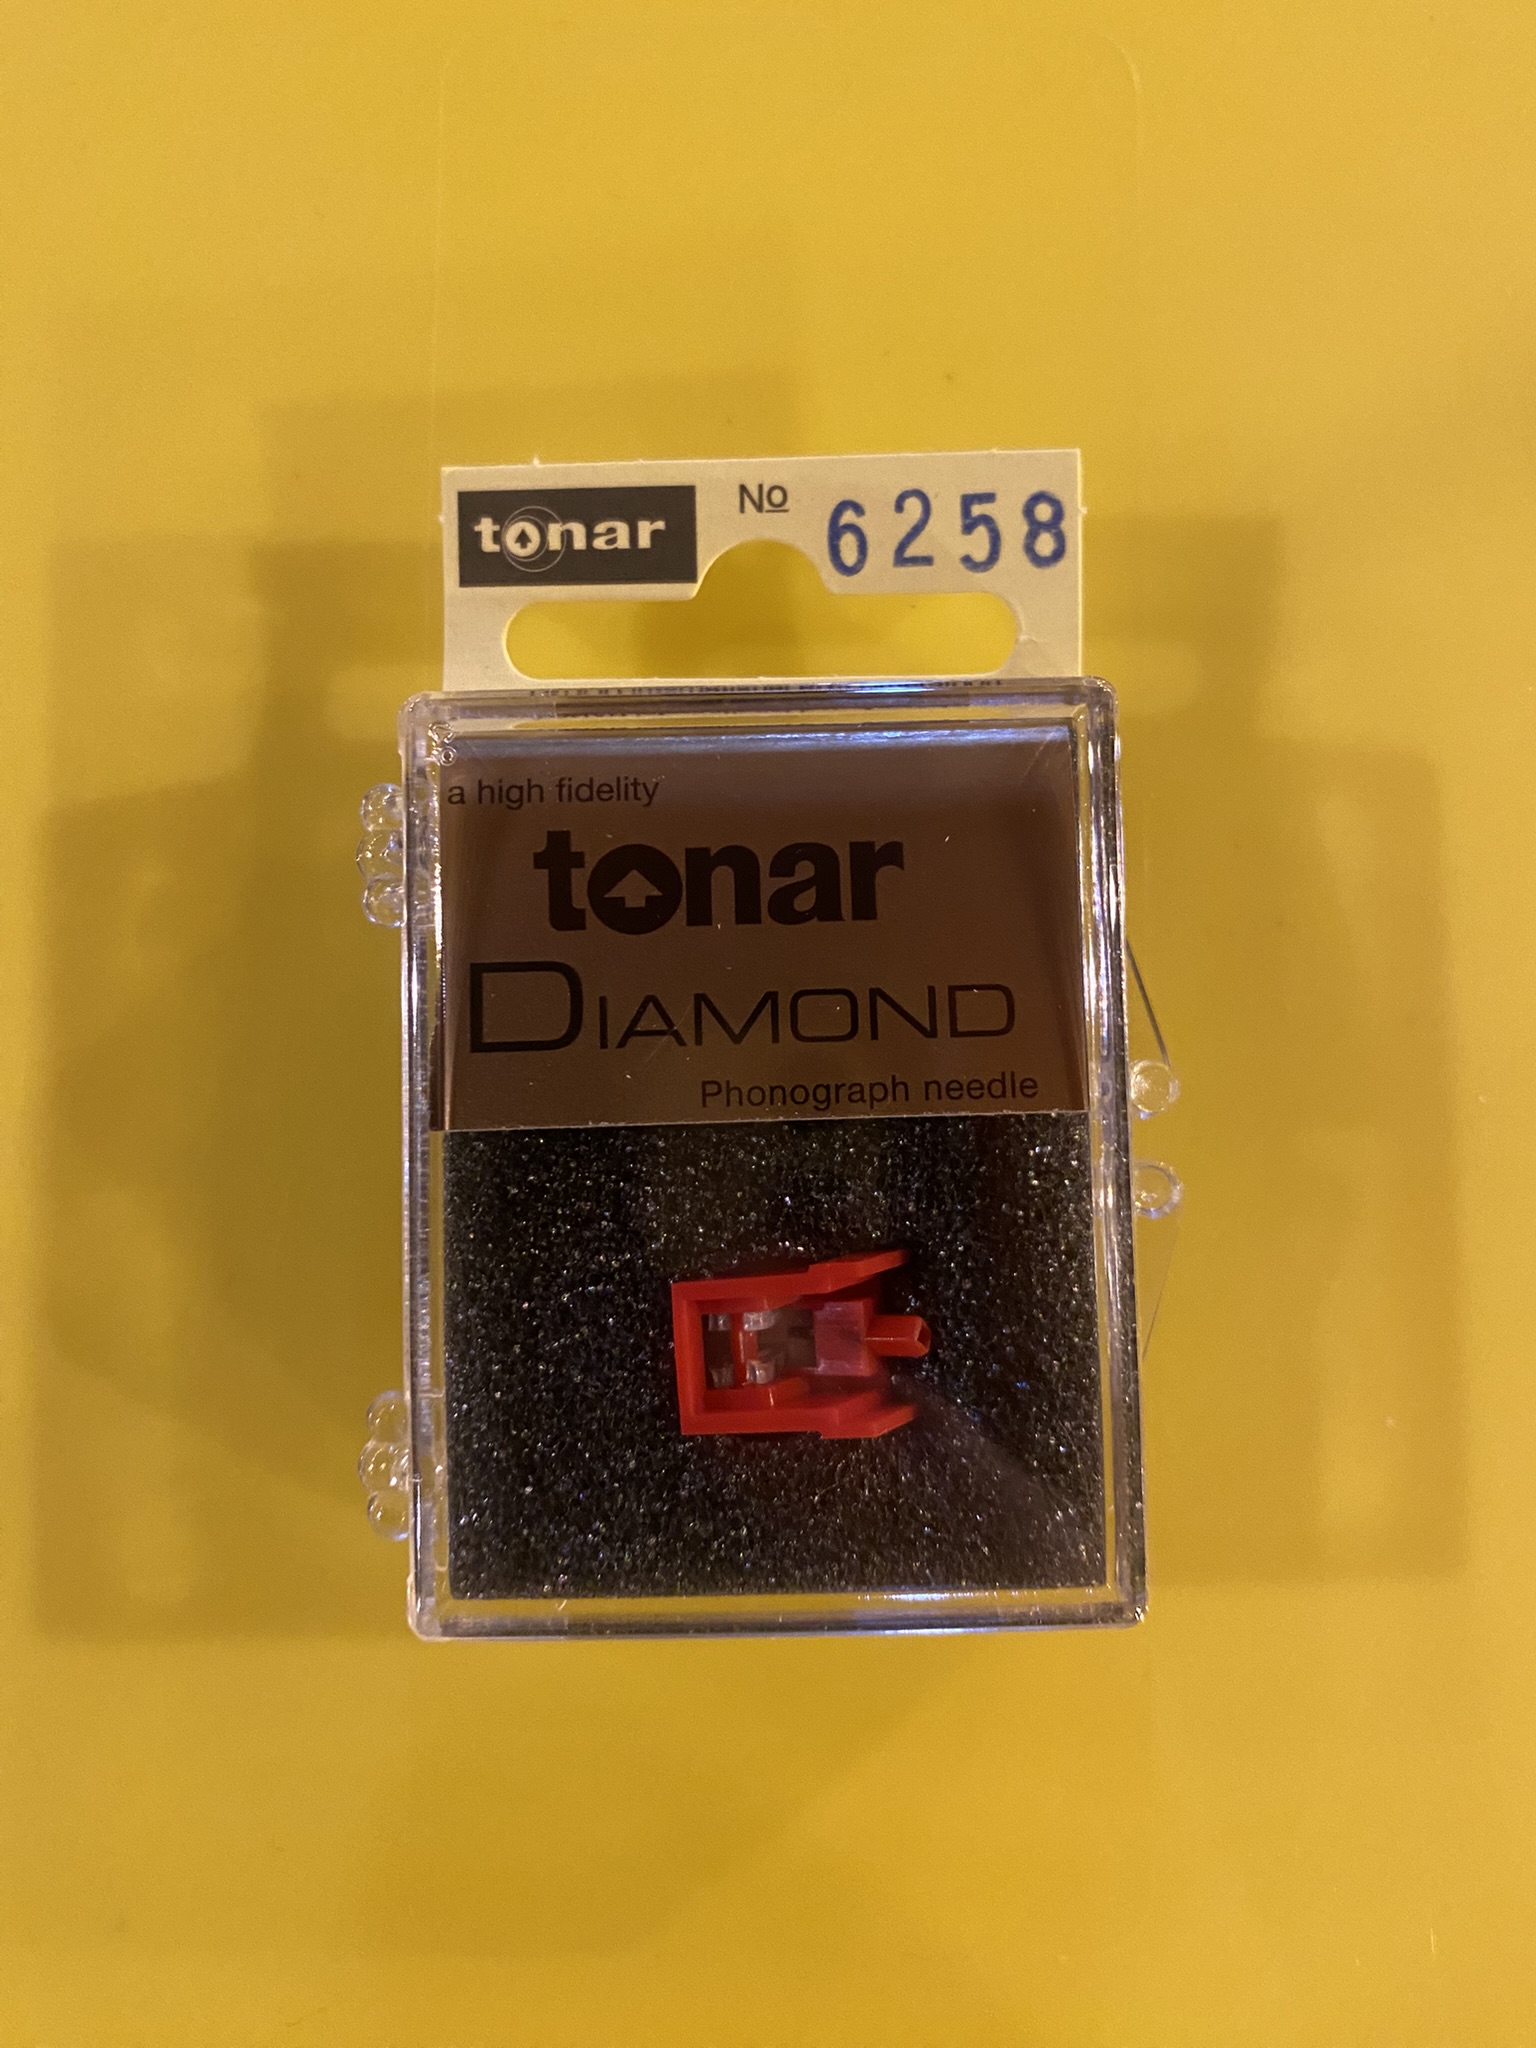 tonar
No 6258
a high fidelity
tonar
DIAMOND
Phonograph needle